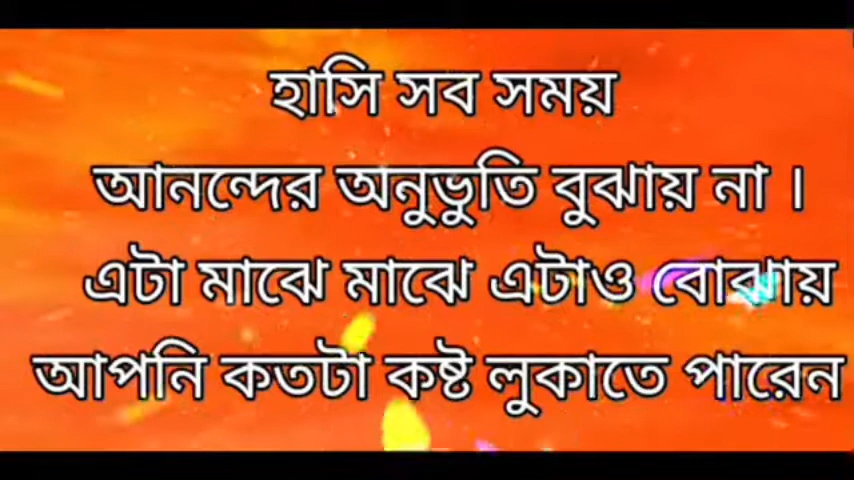 হাসি সব সময়
আনন্দের অনুভুতি বুঝায় না ।
এটা মাঝে মাঝে এটাও বোঝায়
আপনি কতটা কষ্ট লুকাতে পারেন